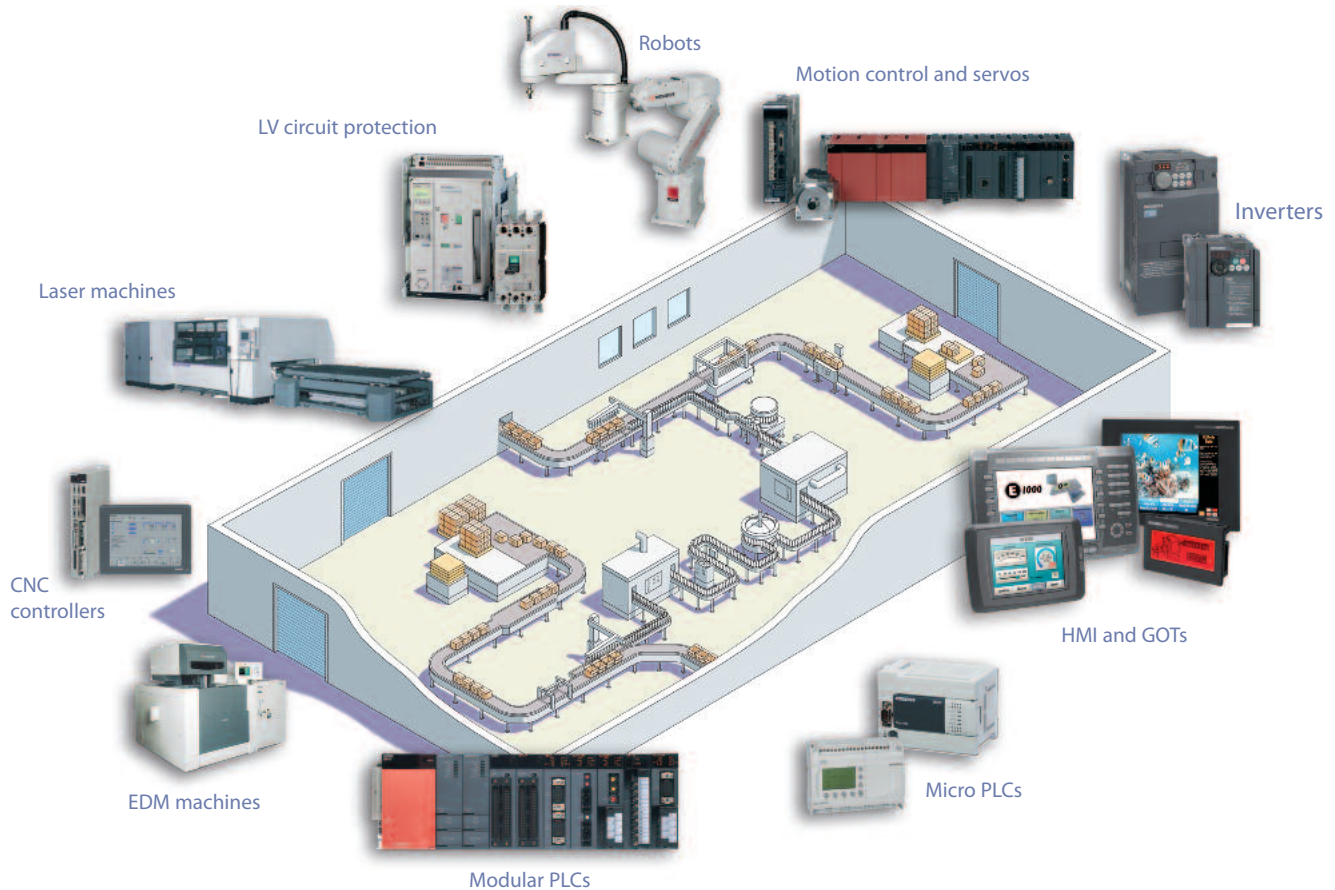 Robots
Motion control and servos
LV circuit protection
Inverters
Laser machines
CNC
controllers
E 1000
HMI and GOTs
EDM machines
Micro PLCs
Modular PLCs